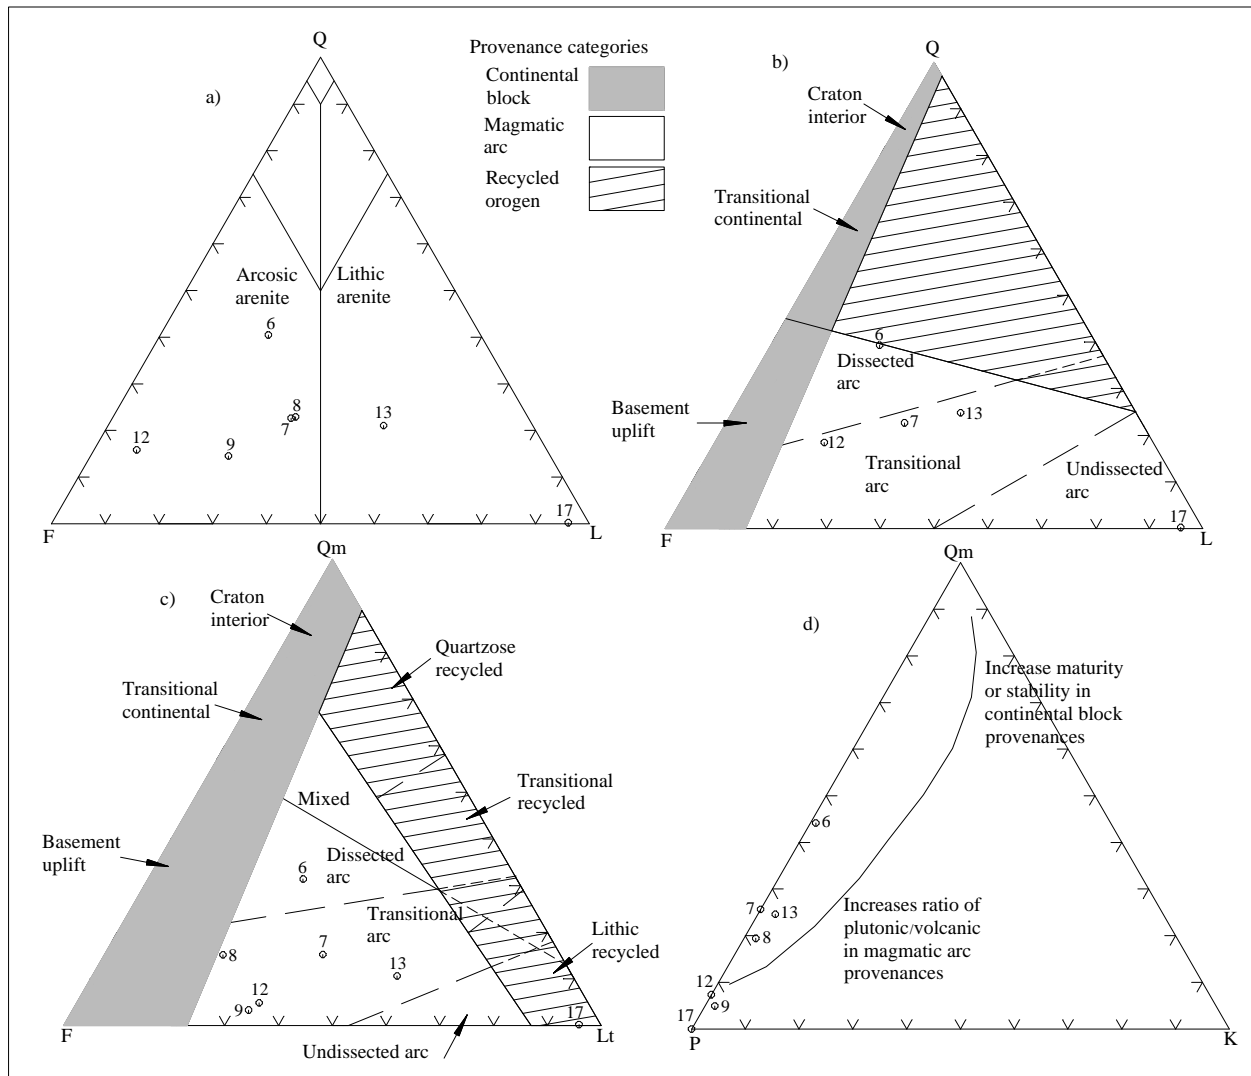 a)
Q
Arcosic
arenite
Lithic
arenite
6
8
7
9
12
13
17
F
L
Provenance categories
Continental
block
Magmatic
arc
Recycled
orogen
b)
Q
Craton
interior
Transitional
continental
6
Dissected
arc
Basement
uplift
13
7
12
Transitional
arc
Undissected
arc
17
F
L
c)
Qm
Craton
interior
Quartzose
recycled
Transitional
continental
Transitional
recycled
Mixed
Basement
uplift
6
Dissected
arc
Transitional
arc
Lithic
recycled
8
7
13
12
9
17
F
Lt
Undissected arc
d)
Qm
Increase maturity
or stability in
continental block
provenances
6
7
13
8
Increases ratio of
plutonic/volcanic
in magmatic arc
provenances
12
9
17
P
K